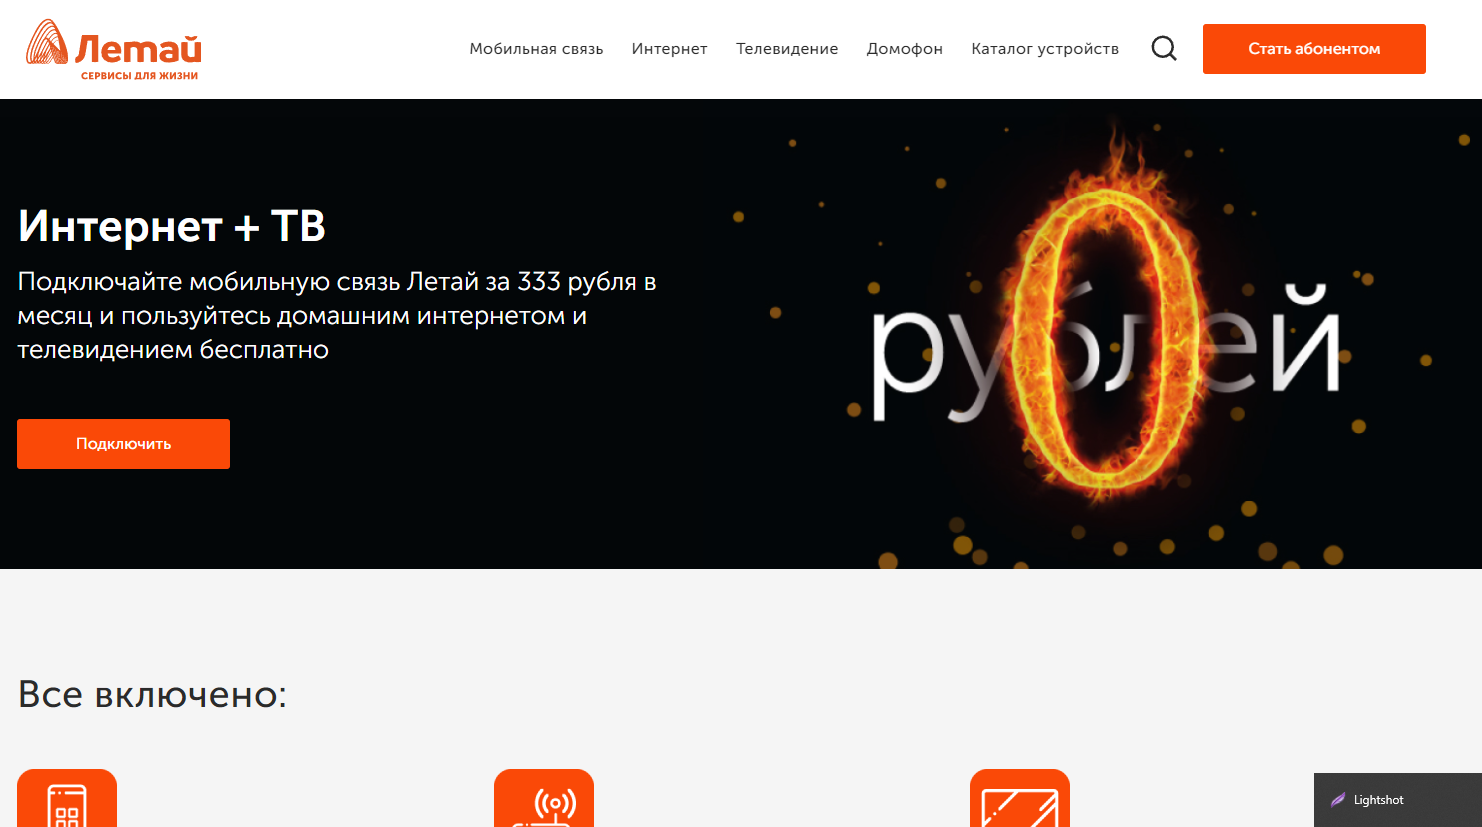 Летай
СЕРВИСЫ ДЛЯ ЖИЗНИ
Мобильная связь
Интернет
Телевидение
Домофон
Каталог устройств
Стать абонентом
Интернет + ТВ
Подключайте мобильную связь Летай за 333 рубля в
месяц и пользуйтесь домашним интернетом и
телевидением бесплатно
Подключить
0
рублей
Все включено:
Lightshot